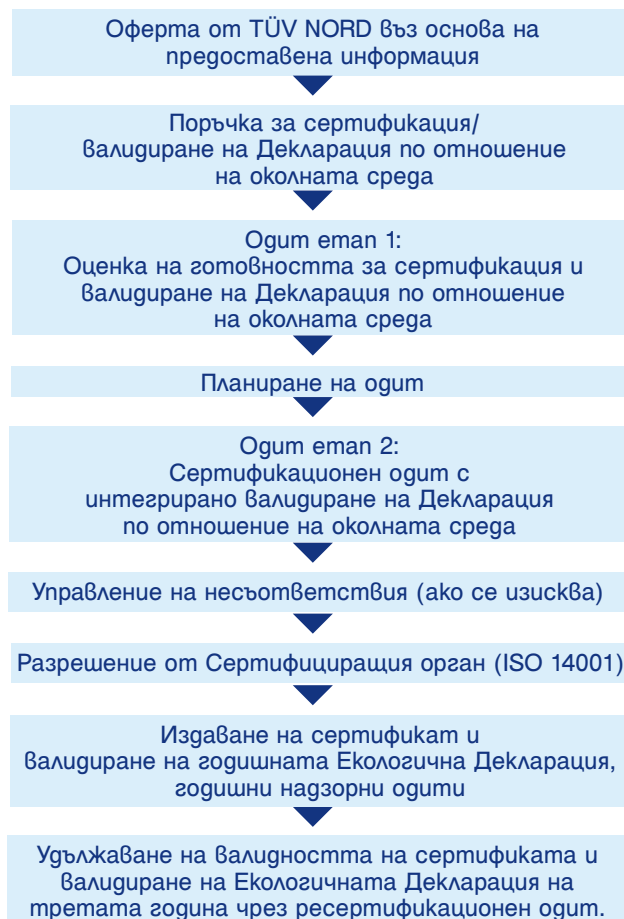 Оферта от TÜV NORD въз основа на
предоставена информация
Поръчка за сертификация/
валидиране на Декларация по отношение
на околната среда
Одит етап 1:
Оценка на готовността за сертификация и
валидиране на Декларация по отношение
на околната среда
Планиране на одит
Одит етап 2:
Сертификационен одит с
интегрирано валидиране на Декларация
по отношение на околната среда
Управление на несъответствия (ако се изисква)
Разрешение от Сертифициращия орган (ISO 14001)
Издаване на сертификат и
валидиране на годишната Екологична Декларация,
годишни надзорни одити
Удължаване на валидността на сертификата и
валидиране на Екологичната Декларация на
третата година чрез ресертификационен одит.